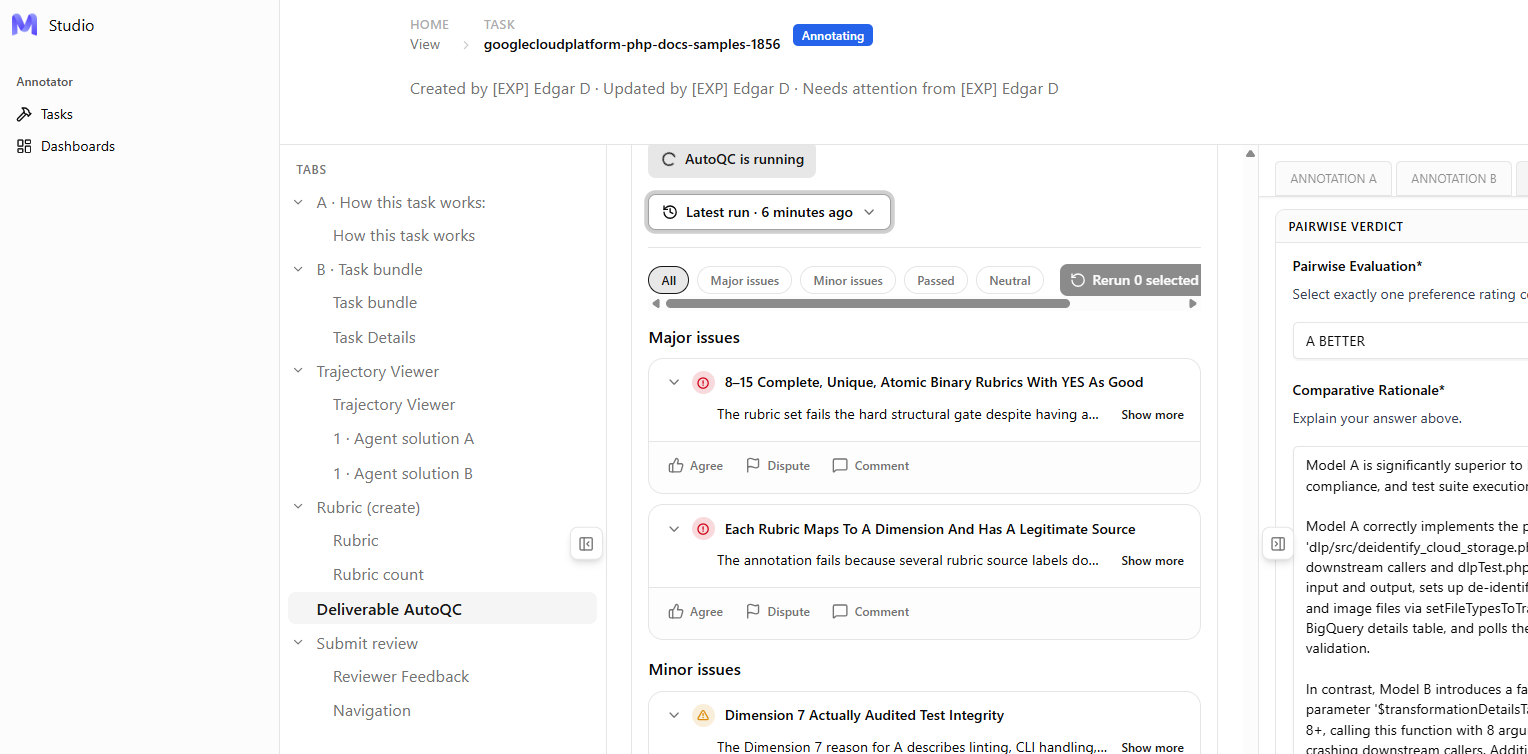 Studio
Annotator
Tasks
Dashboards
HOME
View
TASK
googlecloudplatform-php-docs-samples-1856
Annotating
Created by [EXP] Edgar D · Updated by [EXP] Edgar D · Needs attention from [EXP] Edgar D
TABS
A · How this task works:
How this task works
B · Task bundle
Task bundle
Task Details
Trajectory Viewer
Trajectory Viewer
1 · Agent solution A
1 · Agent solution B
Rubric (create)
Rubric
Rubric count
Deliverable AutoQC
Submit review
Reviewer Feedback
Navigation
AutoQC is running
Latest run · 6 minutes ago
All
Major issues
Minor issues
Passed
Neutral
Rerun 0 selected
Major issues
8–15 Complete, Unique, Atomic Binary Rubrics With YES As Good
The rubric set fails the hard structural gate despite having a... Show more
Agree
Dispute
Comment
Each Rubric Maps To A Dimension And Has A Legitimate Source
The annotation fails because several rubric source labels do... Show more
Agree
Dispute
Comment
Minor issues
Dimension 7 Actually Audited Test Integrity
The Dimension 7 reason for A describes linting, CLI handling,... Show more
ANNOTATION A
ANNOTATION B
PAIRWISE VERDICT
Pairwise Evaluation*
Select exactly one preference rating
A BETTER
Comparative Rationale*
Explain your answer above.
Model A is significantly superior to
compliance, and test suite execution
Model A correctly implements the
'dlp/src/deidentify_cloud_storage.ph
downstream callers and dlpTest.php
input and output, sets up de-identif
and image files via setFileTypesToTra
BigQuery details table, and polls the
validation.
In contrast, Model B introduces a fa
parameter '$transformationDetailsTa
8+, calling this function with 8 argu
crashing downstream callers. Additi